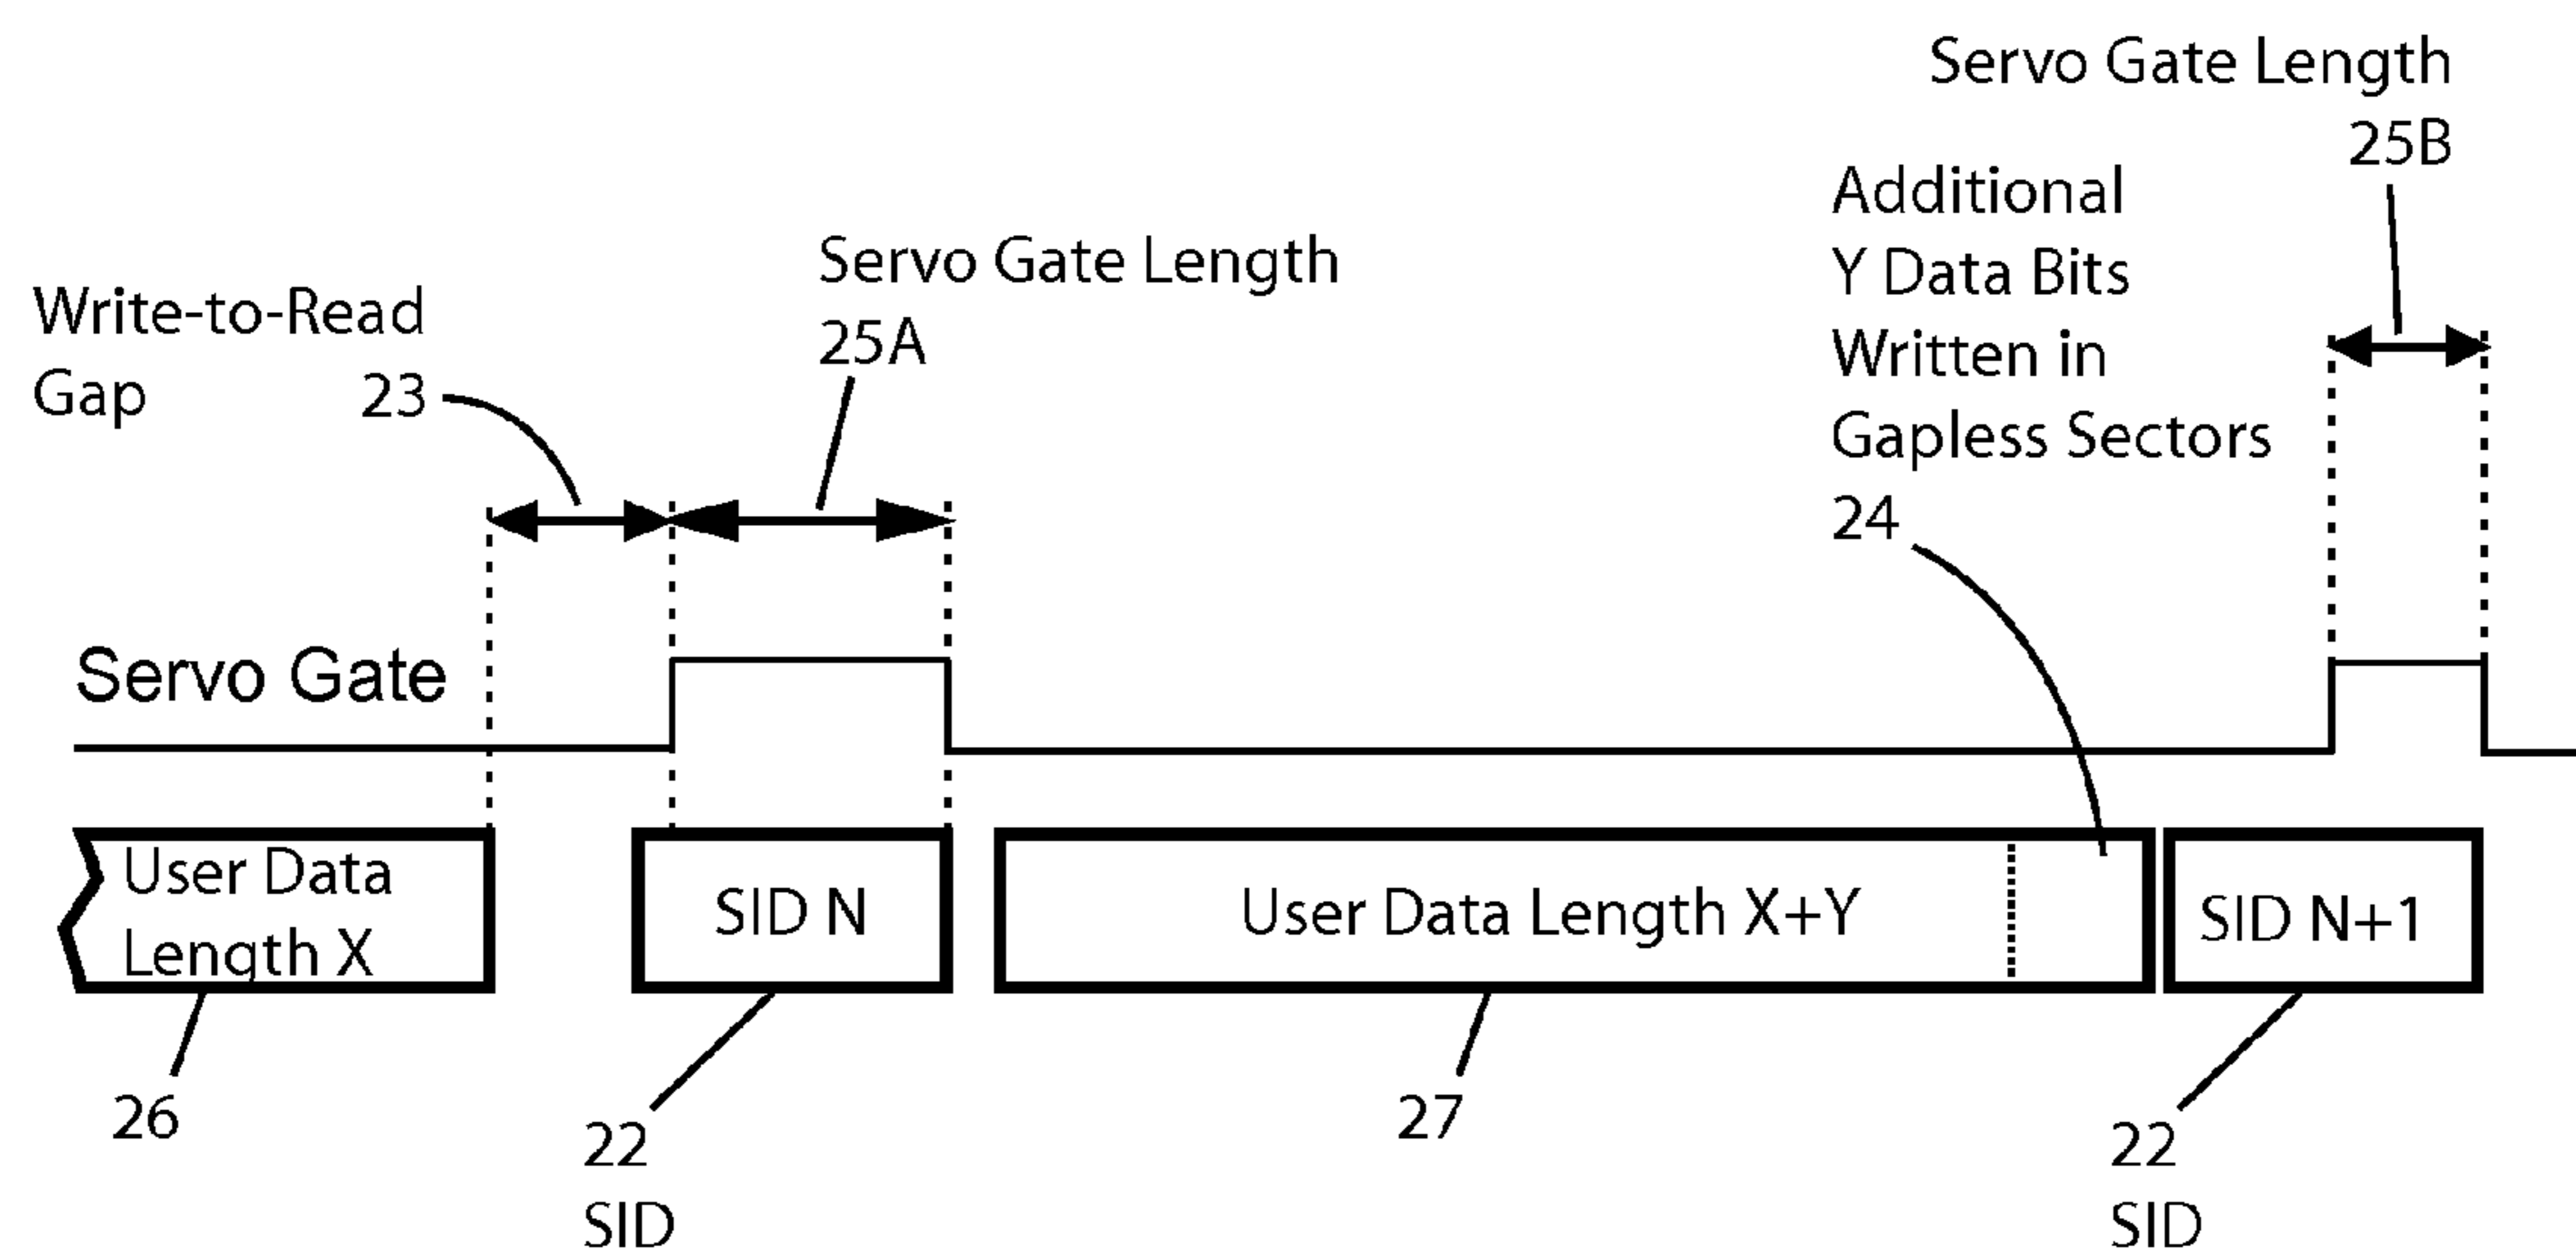 Servo Gate Length
25B
Additional
Y Data Bits
Written in
Gapless Sectors
24
Servo Gate Length
25A
Write-to-Read
Gap 23
Servo Gate
User Data
Length X
SID N
User Data Length X+Y
SID N+1
26
22
SID
27
22
SID